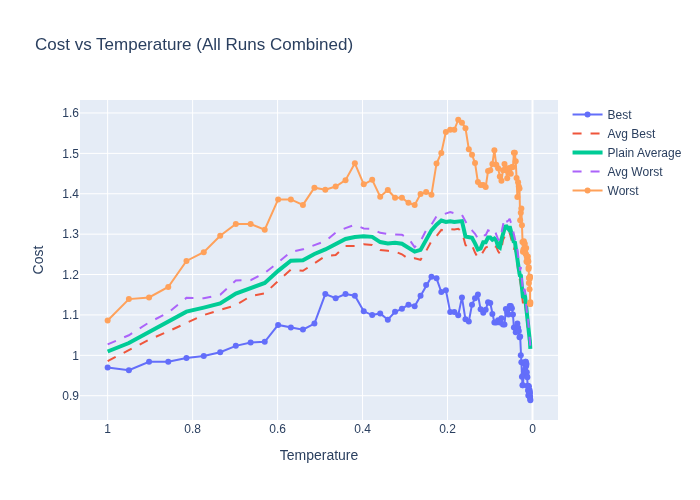 Cost vs Temperature (All Runs Combined)
1.6
1.5
1.4
1.3
1.2
1.1
1
0.9
Cost
1 0.8 0.6 0.4 0.2 0
Temperature
Best
Avg Best
Plain Average
Avg Worst
Worst